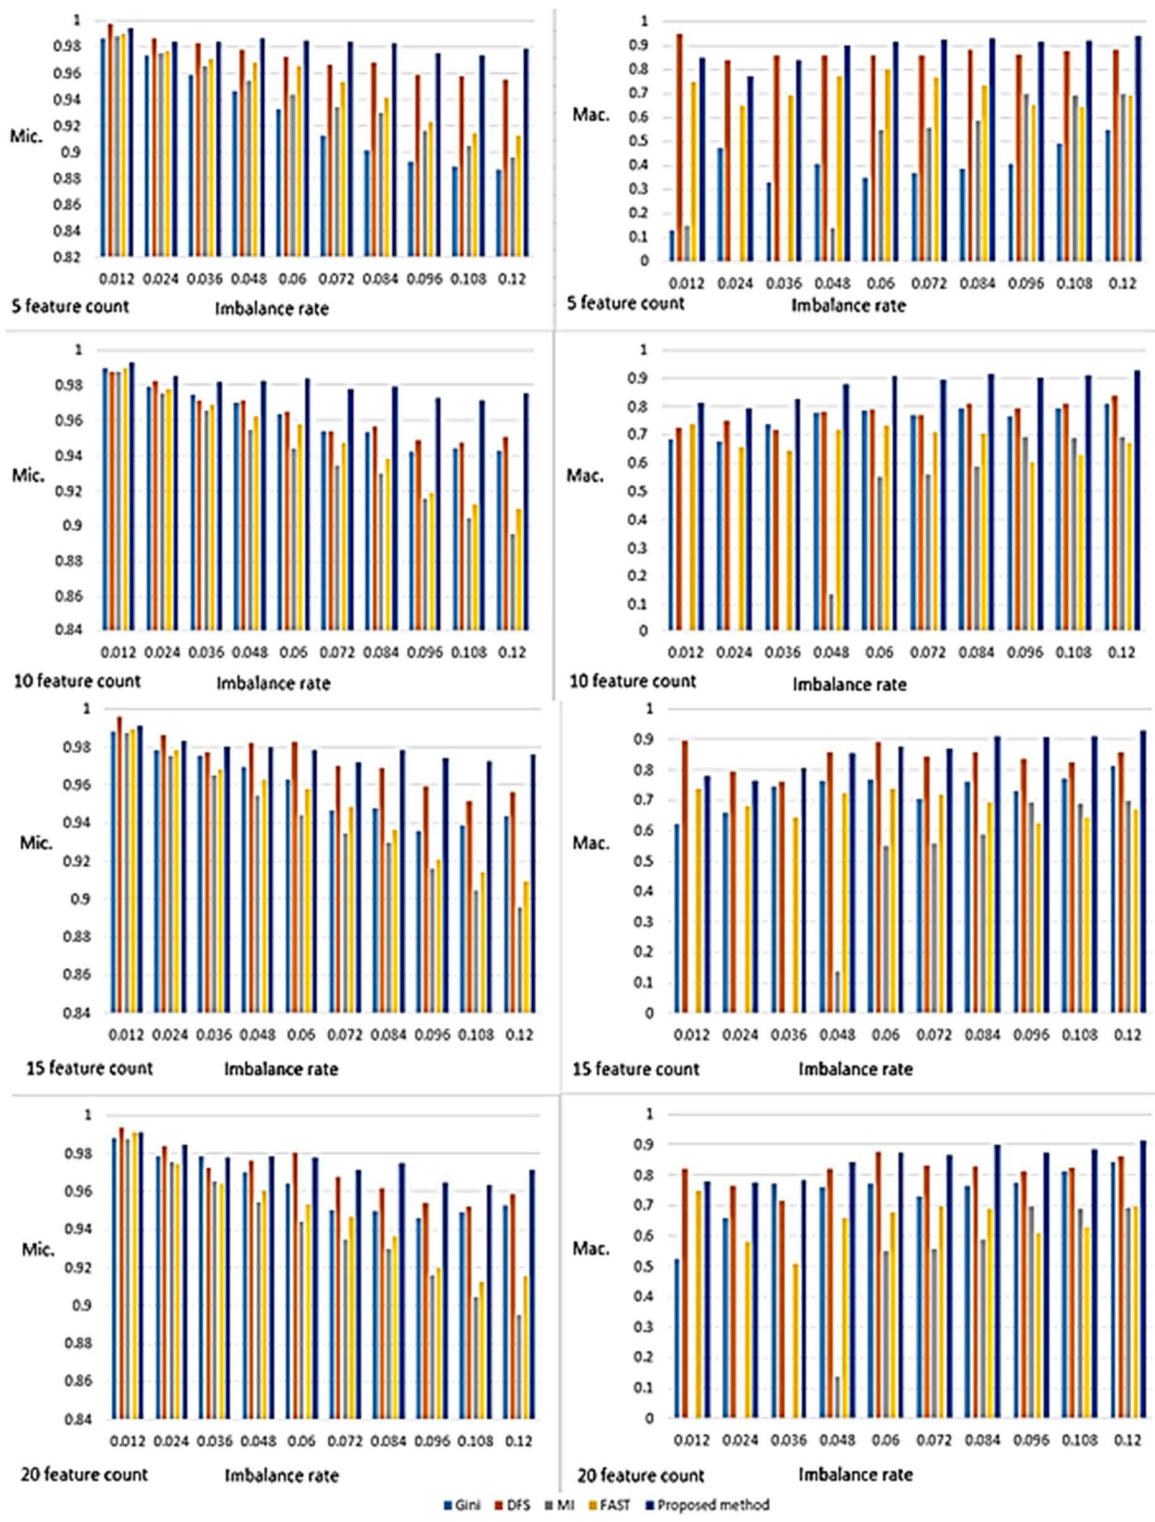 1 0.98 0.96 0.94 0.92 0.9 0.88 0.86 0.84 0.82
Mic.
0.012 0.024 0.036 0.048 0.06 0.072 0.084 0.096 0.108 0.12
5 feature count Imbalance rate
1 0.9 0.8 0.7 0.6 0.5 0.4 0.3 0.2 0.1 0
Mac.
0.012 0.024 0.036 0.048 0.06 0.072 0.084 0.096 0.108 0.12
5 feature count Imbalance rate
1 0.98 0.96 0.94 0.92 0.9 0.88 0.86 0.84
Mic.
0.012 0.024 0.036 0.048 0.06 0.072 0.084 0.096 0.108 0.12
10 feature count Imbalance rate
1 0.9 0.8 0.7 0.6 0.5 0.4 0.3 0.2 0.1 0
Mac.
0.012 0.024 0.036 0.048 0.06 0.072 0.084 0.096 0.108 0.12
10 feature count Imbalance rate
1 0.98 0.96 0.94 0.92 0.9 0.88 0.86 0.84
Mic.
0.012 0.024 0.036 0.048 0.06 0.072 0.084 0.096 0.108 0.12
15 feature count Imbalance rate
1 0.9 0.8 0.7 0.6 0.5 0.4 0.3 0.2 0.1 0
Mac.
0.012 0.024 0.036 0.048 0.06 0.072 0.084 0.096 0.108 0.12
15 feature count Imbalance rate
1 0.98 0.96 0.94 0.92 0.9 0.88 0.86 0.84
Mic.
0.012 0.024 0.036 0.048 0.06 0.072 0.084 0.096 0.108 0.12
20 feature count Imbalance rate
1 0.9 0.8 0.7 0.6 0.5 0.4 0.3 0.2 0.1 0
Mac.
0.012 0.024 0.036 0.048 0.06 0.072 0.084 0.096 0.108 0.12
20 feature count Imbalance rate
Gini DFS MI FAST Proposed method